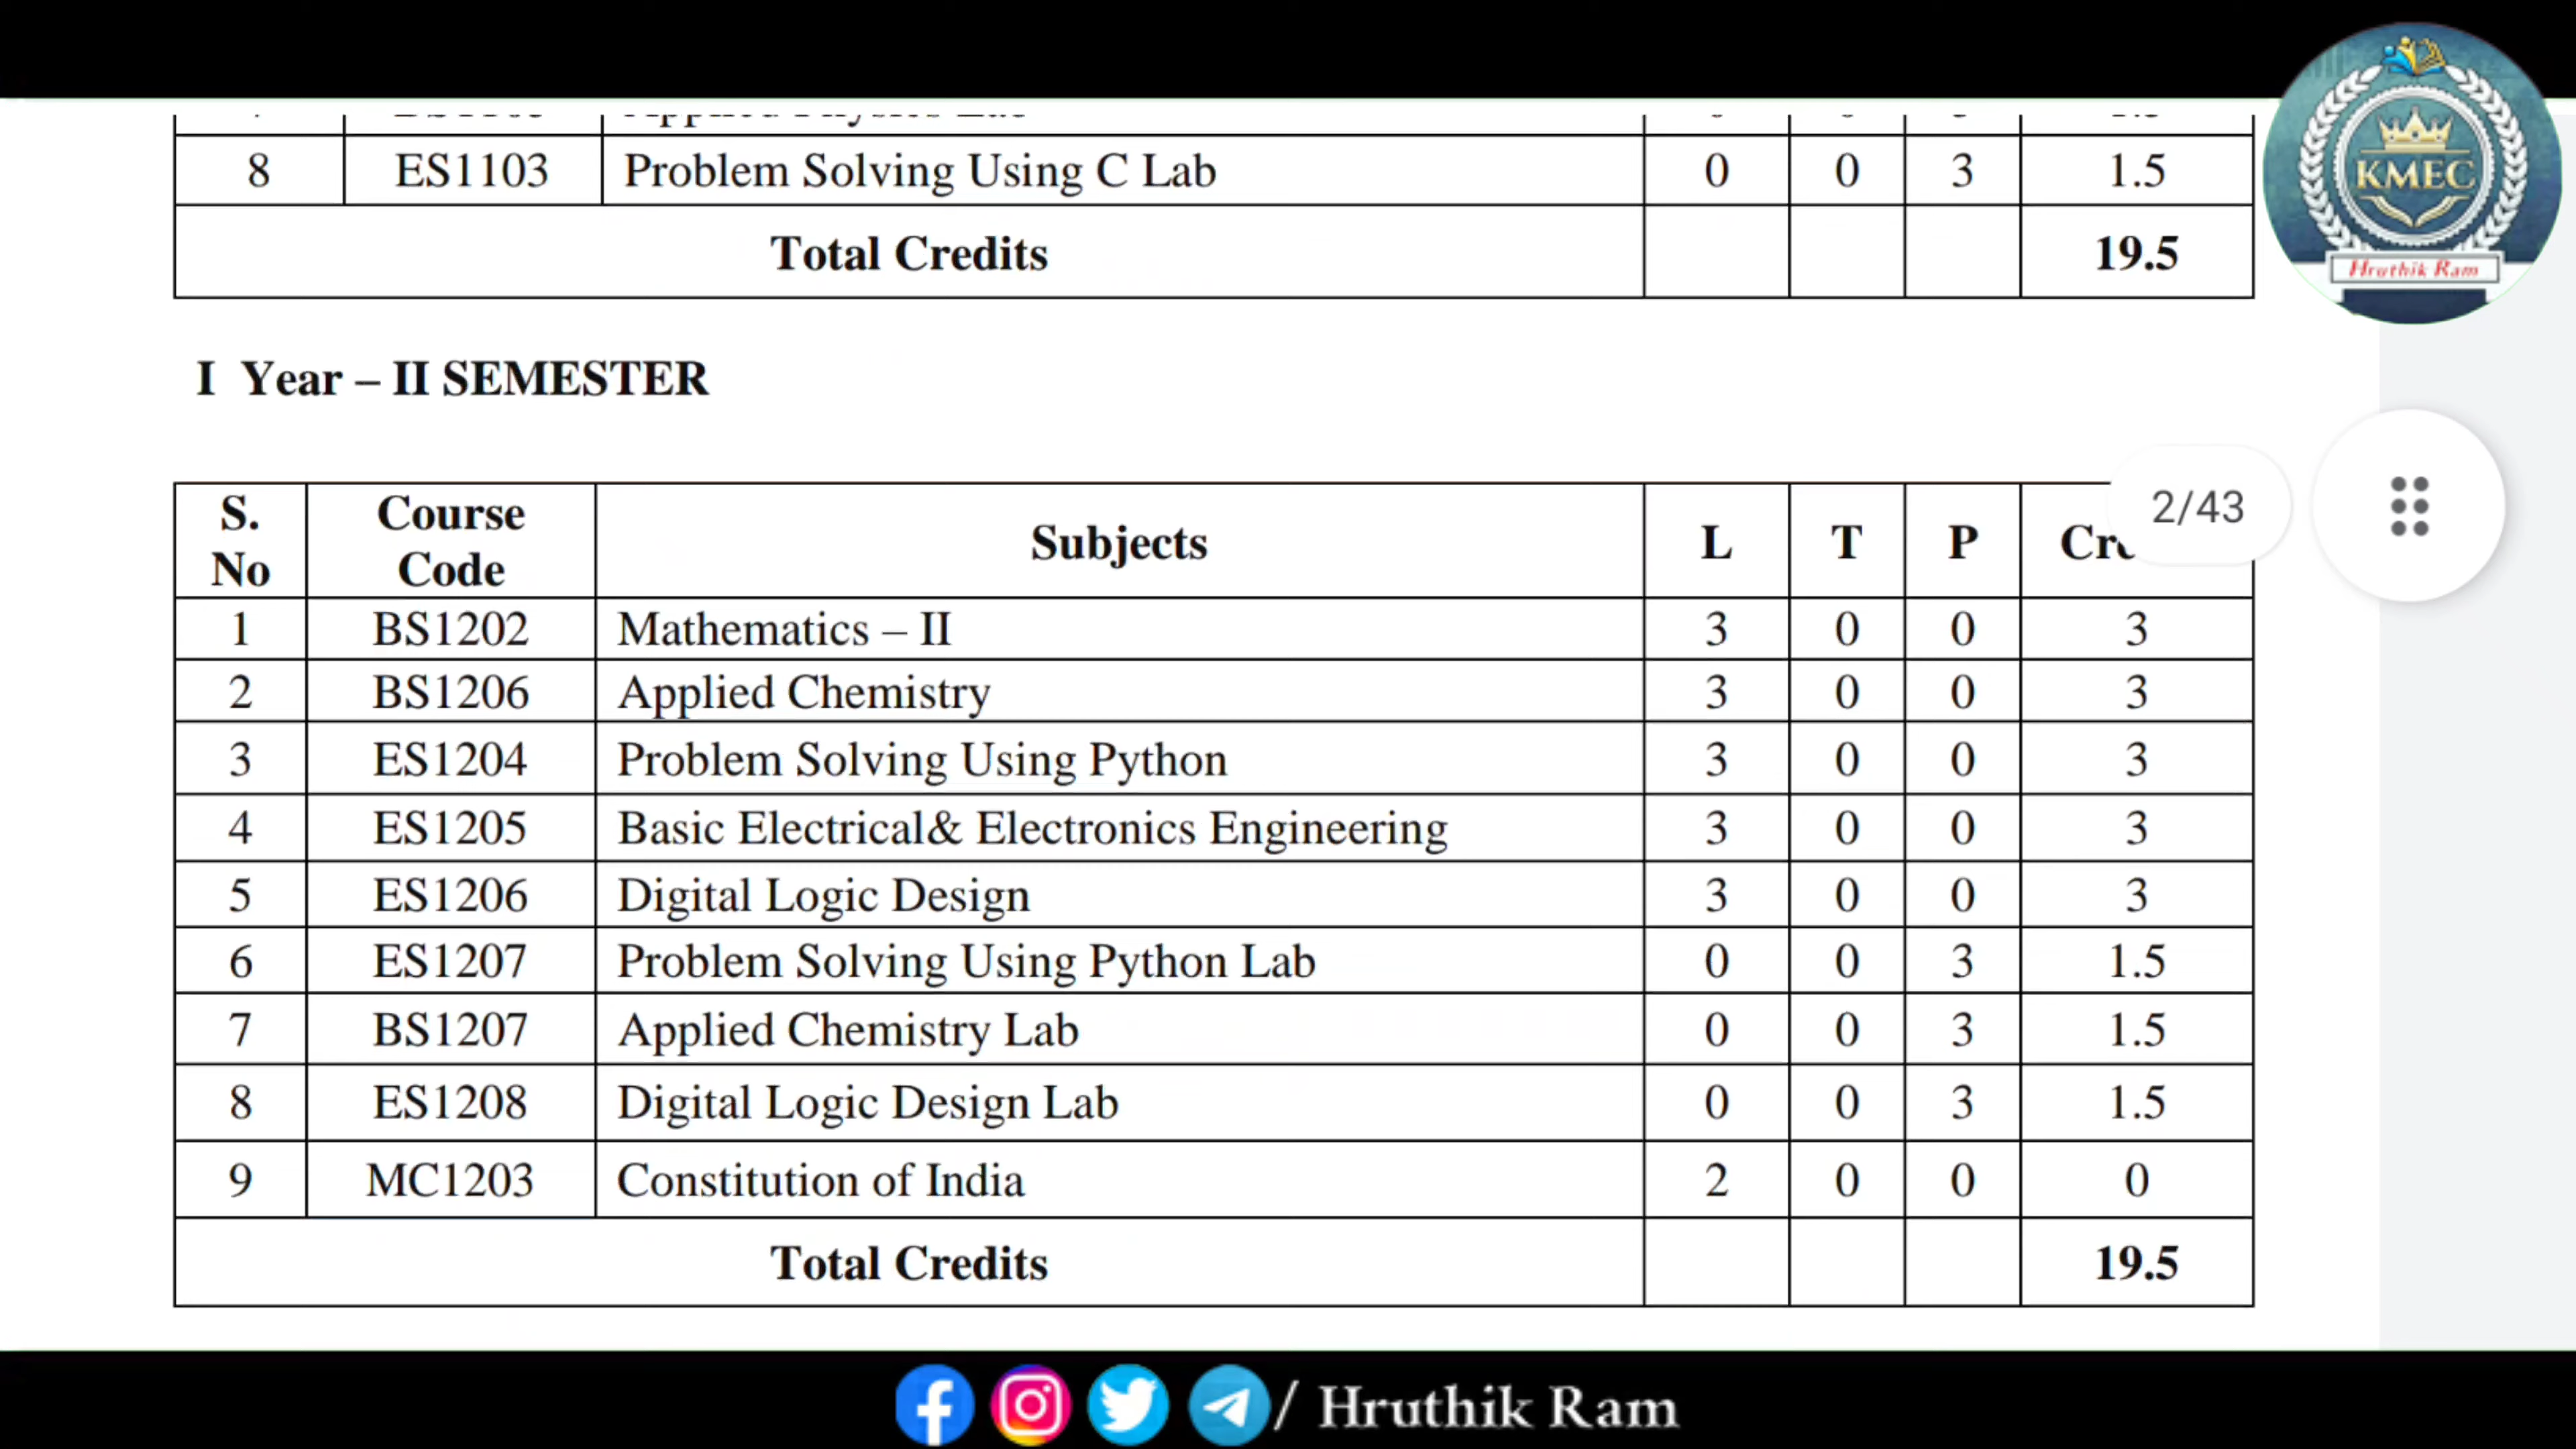 8 ES1103 Problem Solving Using C Lab 0 0 3 1.5
Total Credits 19.5
KMEC
Hruthik Ram
I Year – II SEMESTER
S. No Course Code Subjects L T P
2/43
1 BS1202 Mathematics – II 3 0 0 3
2 BS1206 Applied Chemistry 3 0 0 3
3 ES1204 Problem Solving Using Python 3 0 0 3
4 ES1205 Basic Electrical& Electronics Engineering 3 0 0 3
5 ES1206 Digital Logic Design 3 0 0 3
6 ES1207 Problem Solving Using Python Lab 0 0 3 1.5
7 BS1207 Applied Chemistry Lab 0 0 3 1.5
8 ES1208 Digital Logic Design Lab 0 0 3 1.5
9 MC1203 Constitution of India 2 0 0 0
Total Credits 19.5
/ Hruthik Ram